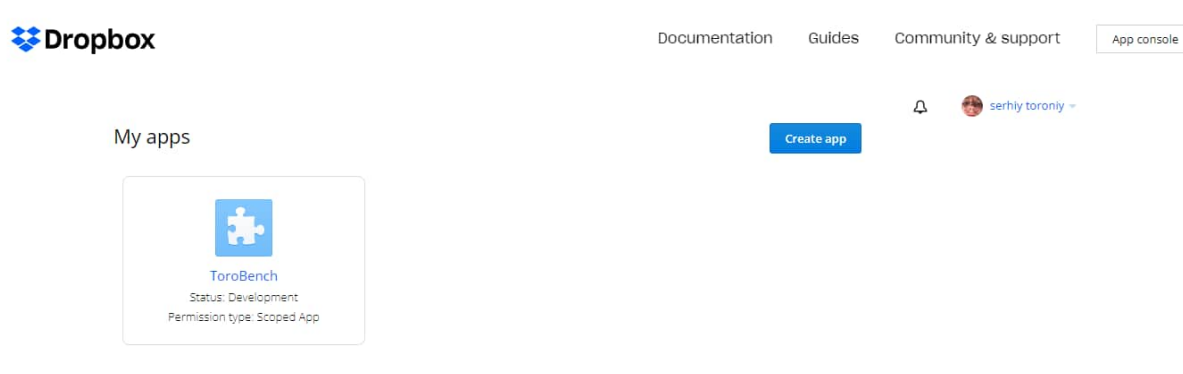 Dropbox
Documentation Guides Community & support App console
serhiy toroniy
My apps
Create app
ToroBench
Status: Development
Permission type: Scoped App